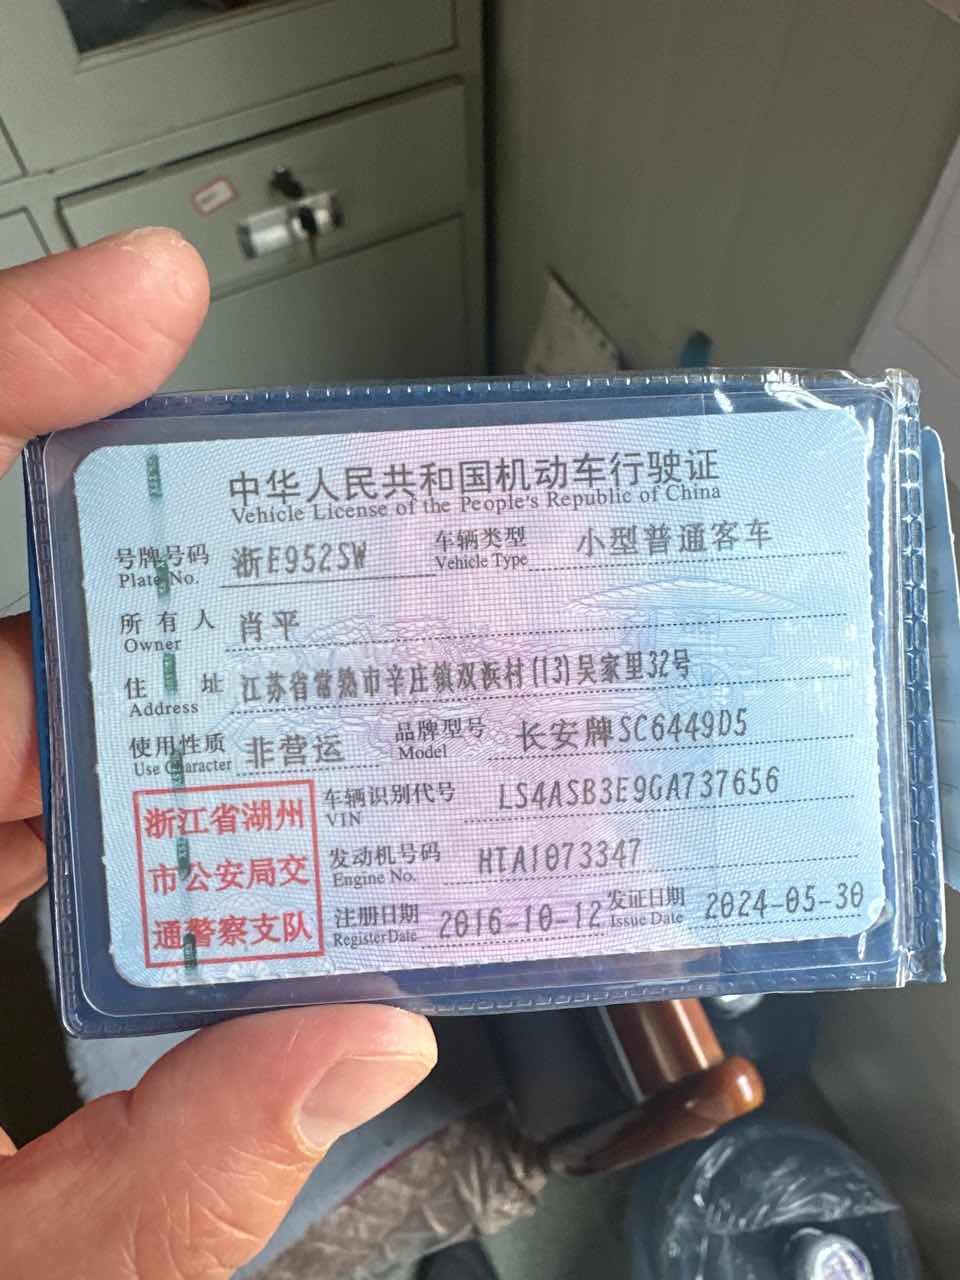 中华人民共和国机动车行驶证
Vehicle License of the People's Republic of China
号牌号码 浙E952SW 车辆类型 小型普通客车
Plate No. Vehicle Type
所有人 肖平
Owner
住址 江苏省常熟市辛庄镇双浜村(13)吴家里32号
Address
使用性质 非营运 品牌型号 长安牌SC6449D5
Use Character Model
车辆识别代号 LS4ASB3E9GA737656
VIN
发动机号码 HTA1073347
Engine No.
注册日期 2016-10-12 发证日期 2024-05-30
Register Date Issue Date
浙江省湖州
市公安局交
通警察支队